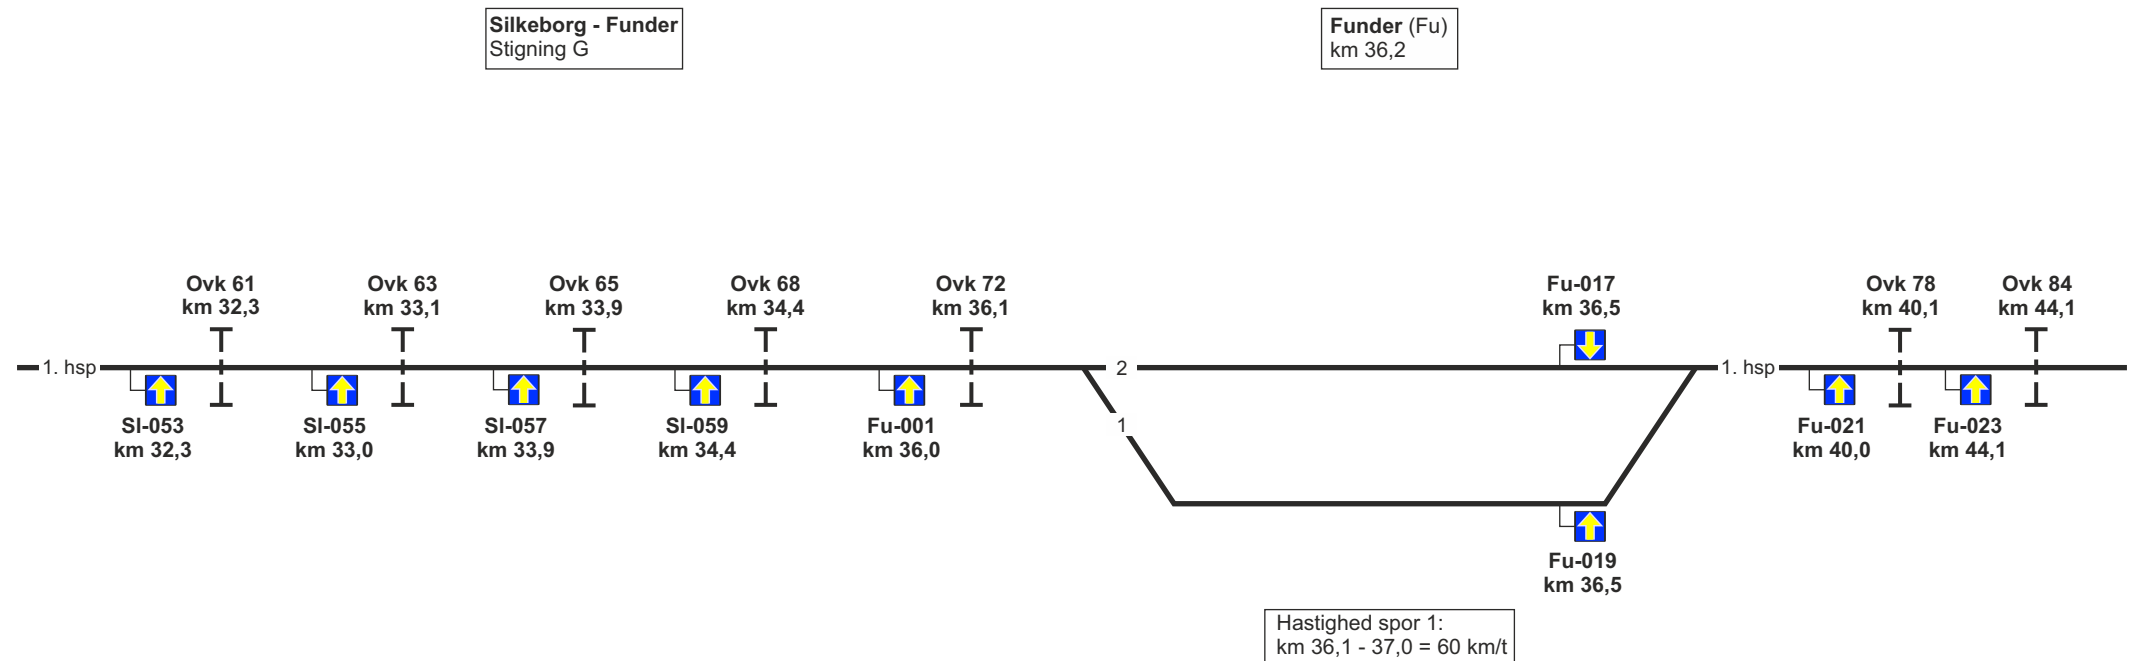 Silkeborg - Funder
Stigning G
Funder (Fu)
km 36,2
Ovk 61
km 32,3
Ovk 63
km 33,1
Ovk 65
km 33,9
Ovk 68
km 34,4
Ovk 72
km 36,1
Fu-017
km 36,5
Ovk 78
km 40,1
Ovk 84
km 44,1
1. hsp
2
1. hsp
1
SI-053
km 32,3
SI-055
km 33,0
SI-057
km 33,9
SI-059
km 34,4
Fu-001
km 36,0
Fu-021
km 40,0
Fu-023
km 44,1
Fu-019
km 36,5
Hastighed spor 1:
km 36,1 - 37,0 = 60 km/t